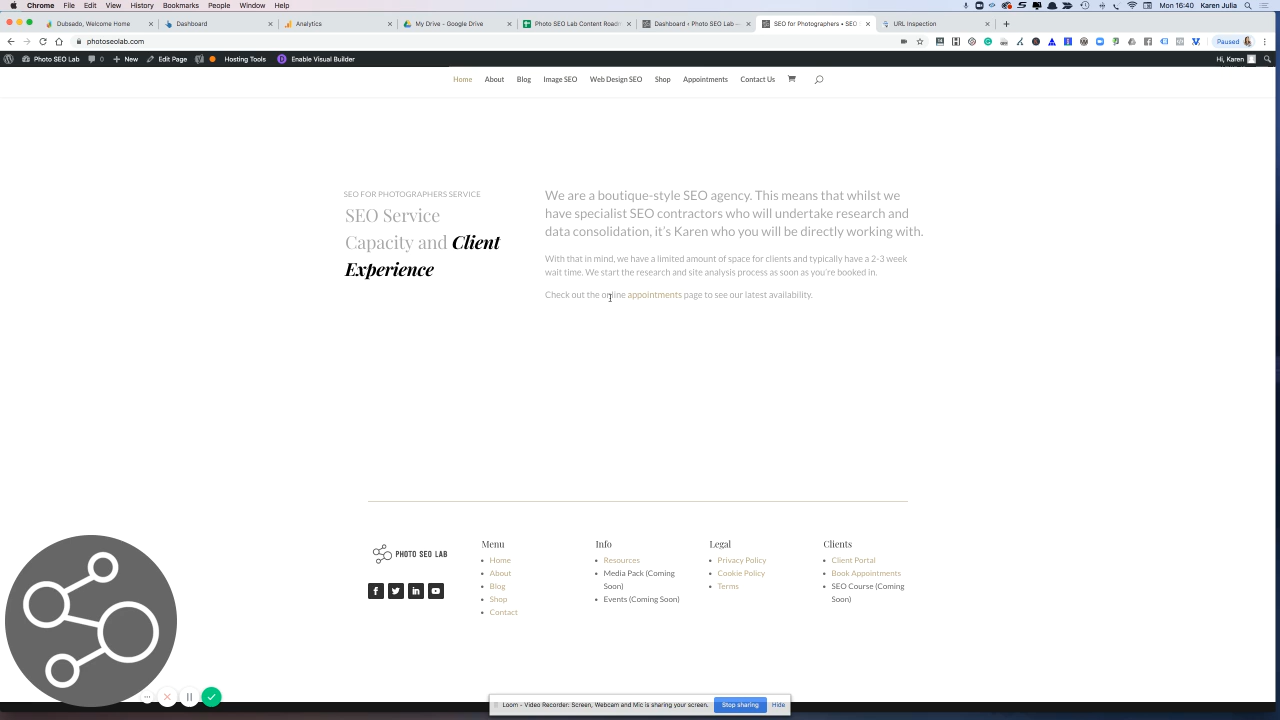 Chrome File Edit View History Bookmarks People Window Help Mon 16:40 Karen Julia
Dubsado, Welcome Home Dashboard Analytics My Drive - Google Drive Photo SEO Lab Content Road Dashboard ‹ Photo SEO Lab — SEO for Photographers • SEO URL Inspection
photoseolab.com Paused
Photo SEO Lab 0 New Edit Page Hosting Tools Enable Visual Builder Hi, Karen
Home About Blog Image SEO Web Design SEO Shop Appointments Contact Us
SEO FOR PHOTOGRAPHERS SERVICE
SEO Service
Capacity and Client
Experience
We are a boutique-style SEO agency. This means that whilst we
have specialist SEO contractors who will undertake research and
data consolidation, it's Karen who you will be directly working with.
With that in mind, we have a limited amount of space for clients and typically have a 2-3 week
wait time. We start the research and site analysis process as soon as you're booked in.
Check out the online appointments page to see our latest availability.
PHOTO SEO LAB
Menu
Home
About
Blog
Shop
Contact
Info
Resources
Media Pack (Coming
Soon)
Events (Coming Soon)
Legal
Privacy Policy
Cookie Policy
Terms
Clients
Client Portal
Book Appointments
SEO Course (Coming
Soon)
Loom - Video Recorder: Screen, Webcam and Mic is sharing your screen. Stop sharing Hide